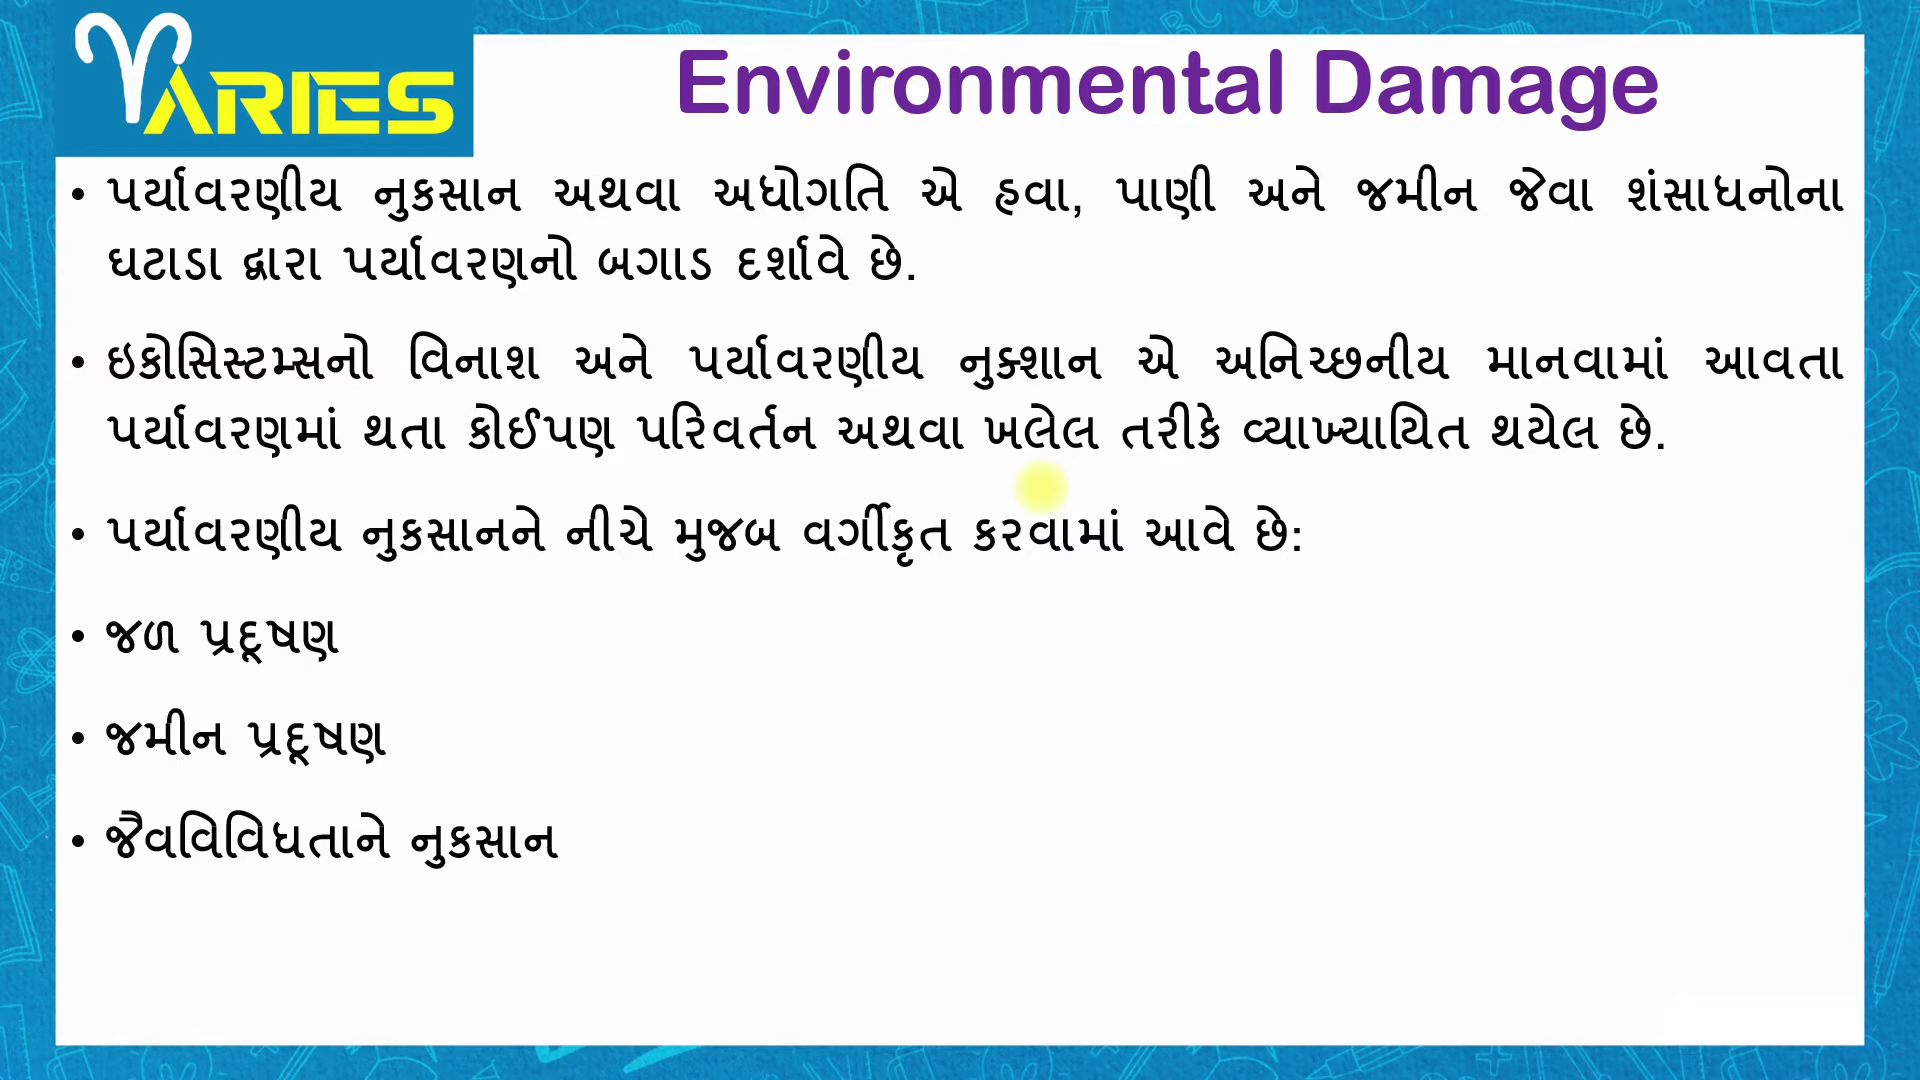 ARIES
Environmental Damage
• પર્યાવરણીય નુકસાન અથવા અધોગતિ એ હવા, પાણી અને જમીન જેવા શંસાધનોના
ઘટાડા દ્વારા પર્યાવરણનો બગાડ દર્શાવે છે.
• ઇકોસિસ્ટમ્સનો વિનાશ અને પર્યાવરણીય નુક્શાન એ અનિચ્છનીય માનવામાં આવતા
પર્યાવરણમાં થતા કોઈપણ પરિવર્તન અથવા ખલેલ તરીકે વ્યાખ્યાયિત થયેલ છે.
• પર્યાવરણીય નુકસાનને નીચે મુજબ વર્ગીકૃત કરવામાં આવે છે:
• જળ પ્રદૂષણ
• જમીન પ્રદૂષણ
• જૈવવિવિધતાને નુકસાન